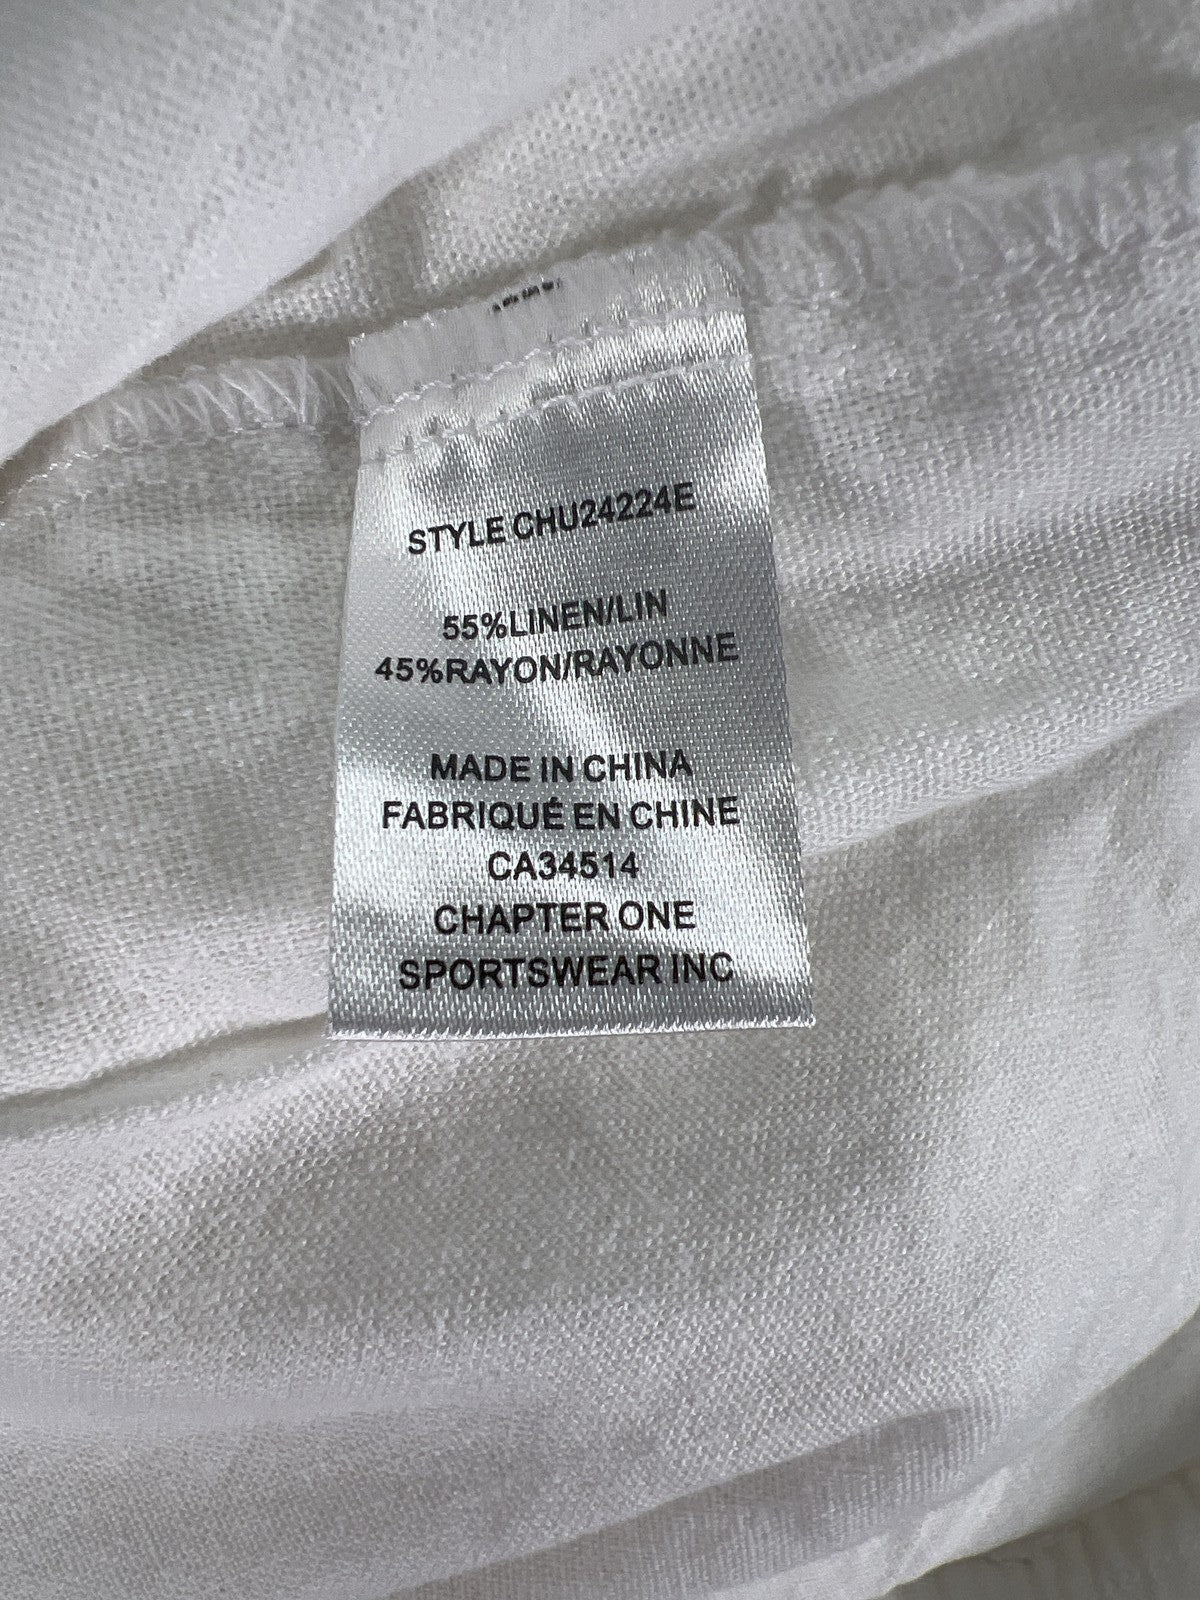 STYLE CHU24224E
55%LINEN/LIN
45%RAYON/RAYONNE
MADE IN CHINA
FABRIQUÉ EN CHINE
CA34514
CHAPTER ONE
SPORTSWEAR INC